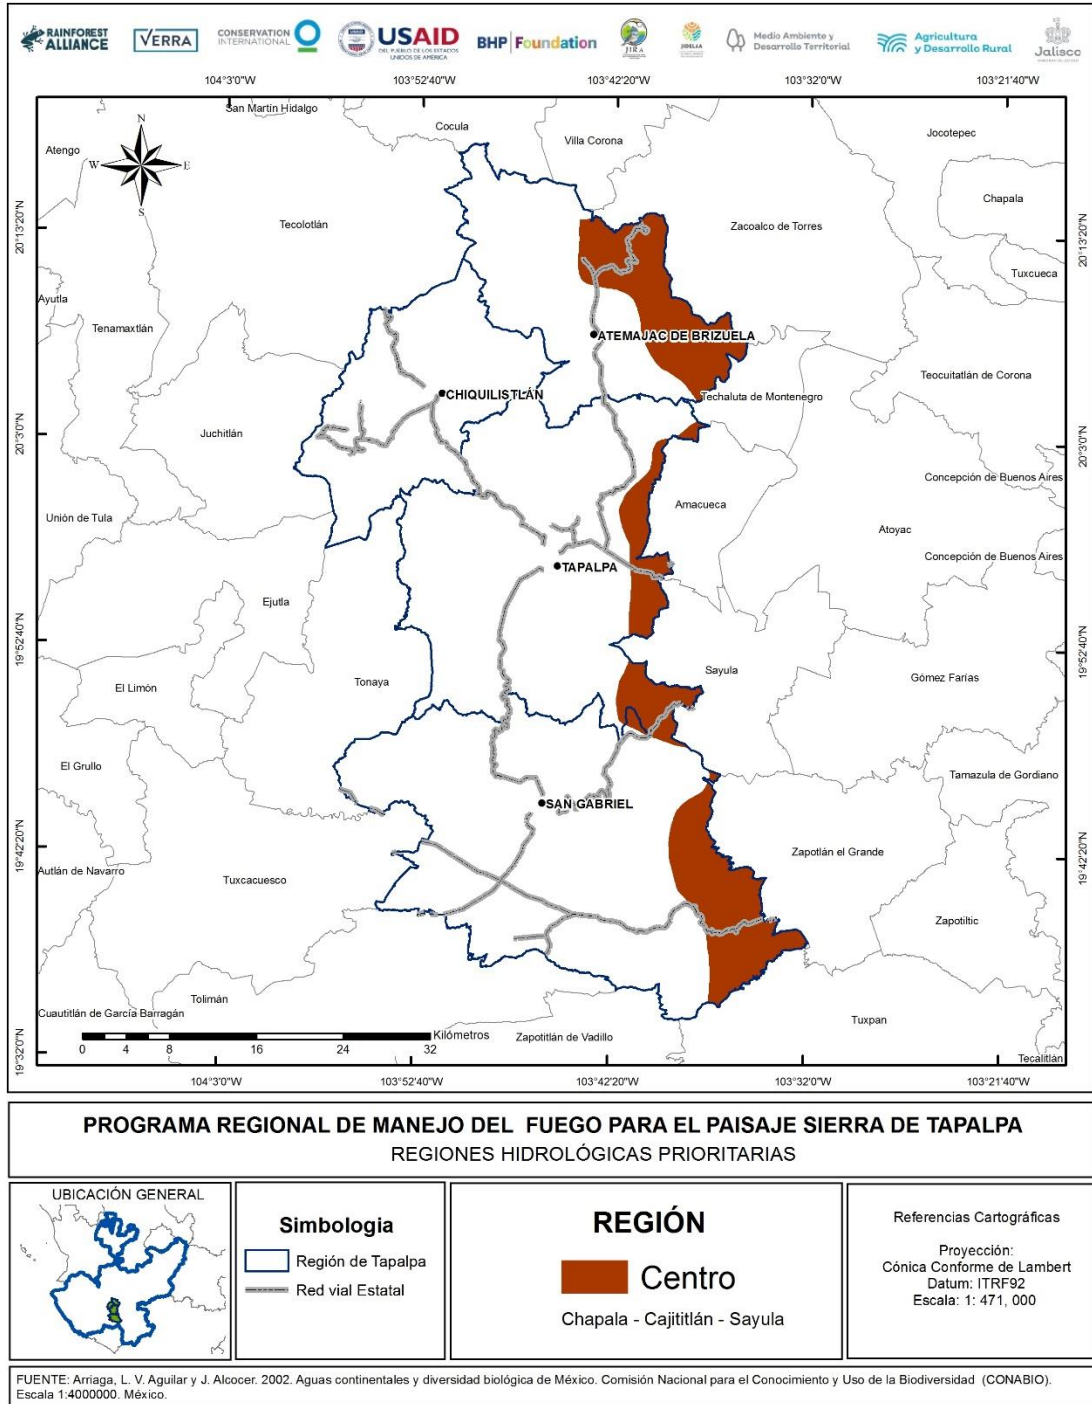 RAINFOREST
ALLIANCE
VERRA
CONSERVATION
INTERNATIONAL
USAID
DEL PUEBLO DE LOS ESTADOS
UNIDOS DE AMERICA
BHP Foundation
JIRA
JIDELIA
Medio Ambiente y
Desarrollo Territorial
Agricultura
y Desarrollo Rural
Jalisco
104°3'0"W
103°52'40"W
103°42'20"W
103°32'0"W
103°21'40"W
N
W
E
S
San Martín Hidalgo
Cocula
Villa Corona
Jocotepec
Atengo
Chapala
Tecolotlán
Zacoalco de Torres
20°13'20"N
20°13'20"N
Tuxcueca
Ayutla
Tenamaxtlán
ATEMAJAC DE BRIZUELA
Teocuitatlán de Corona
CHIQUILISTLÁN
Techaluta de Montenegro
Juchitlán
20°3'0"N
20°3'0"N
Concepción de Buenos Aires
Amacueca
Unión de Tula
Atoyac
Concepción de Buenos Aires
TAPALPA
Ejutla
19°52'40"N
19°52'40"N
Sayula
Gómez Farías
El Limón
Tonaya
El Grullo
Tamazula de Gordiano
SAN GABRIEL
19°42'20"N
19°42'20"N
Zapotlán el Grande
Autlán de Navarro
Tuxcacuesco
Zapotiltic
Tolimán
Cuautitlán de García Barragán
Tuxpan
Kilómetros
0 4 8 16 24 32
Zapotitlán de Vadillo
Tecalitlán
19°32'0"N
19°32'0"N
104°3'0"W
103°52'40"W
103°42'20"W
103°32'0"W
103°21'40"W
PROGRAMA REGIONAL DE MANEJO DEL FUEGO PARA EL PAISAJE SIERRA DE TAPALPA
REGIONES HIDROLÓGICAS PRIORITARIAS
UBICACIÓN GENERAL
Simbologia
Región de Tapalpa
Red vial Estatal
REGIÓN
Centro
Chapala - Cajititlán - Sayula
Referencias Cartográficas
Proyección:
Cónica Conforme de Lambert
Datum: ITRF92
Escala: 1: 471, 000
FUENTE: Arriaga, L. V. Aguilar y J. Alcocer. 2002. Aguas continentales y diversidad biológica de México. Comisión Nacional para el Conocimiento y Uso de la Biodiversidad (CONABIO).
Escala 1:4000000. México.